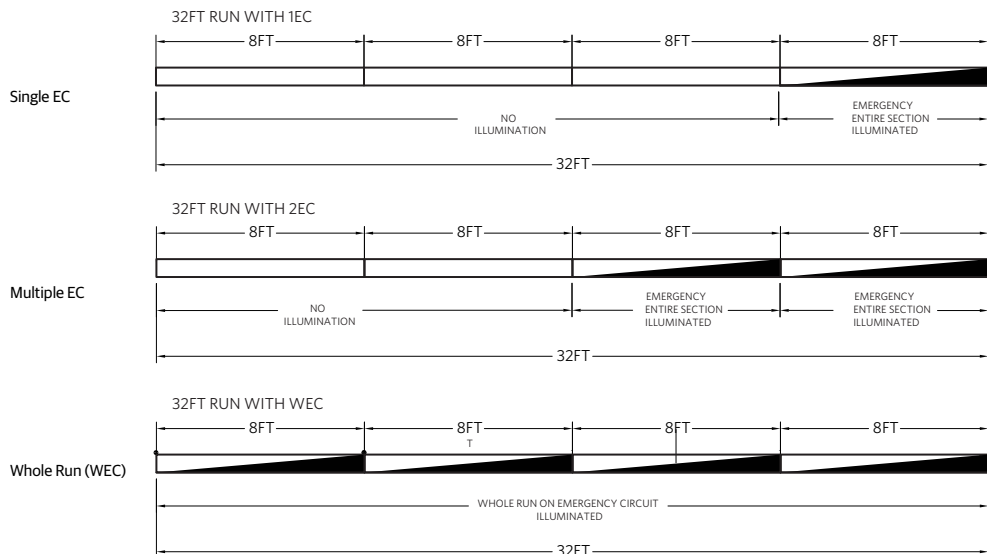 32FT RUN WITH 1EC
8FT 8FT 8FT 8FT
Single EC
NO
ILLUMINATION
EMERGENCY
ENTIRE SECTION
ILLUMINATED
32FT
32FT RUN WITH 2EC
8FT 8FT 8FT 8FT
Multiple EC
NO
ILLUMINATION
EMERGENCY
ENTIRE SECTION
ILLUMINATED
EMERGENCY
ENTIRE SECTION
ILLUMINATED
32FT
32FT RUN WITH WEC
8FT 8FT 8FT 8FT
T
Whole Run (WEC)
WHOLE RUN ON EMERGENCY CIRCUIT
ILLUMINATED
32FT